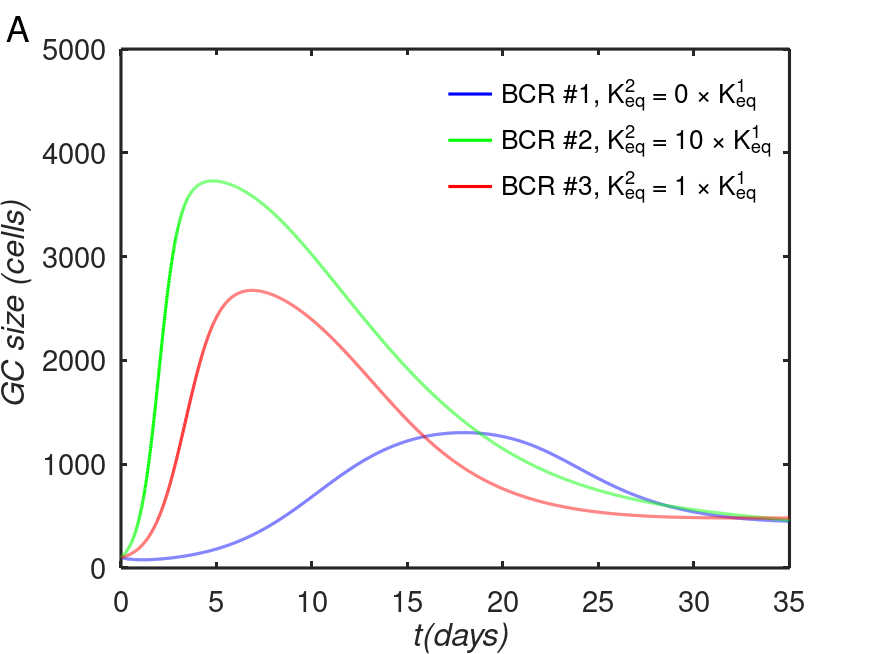 A
GC size (cells)
5000
4000
3000
2000
1000
0
BCR #1, K²eq = 0 × K¹eq
BCR #2, K²eq = 10 × K¹eq
BCR #3, K²eq = 1 × K¹eq
0 5 10 15 20 25 30 35
t(days)